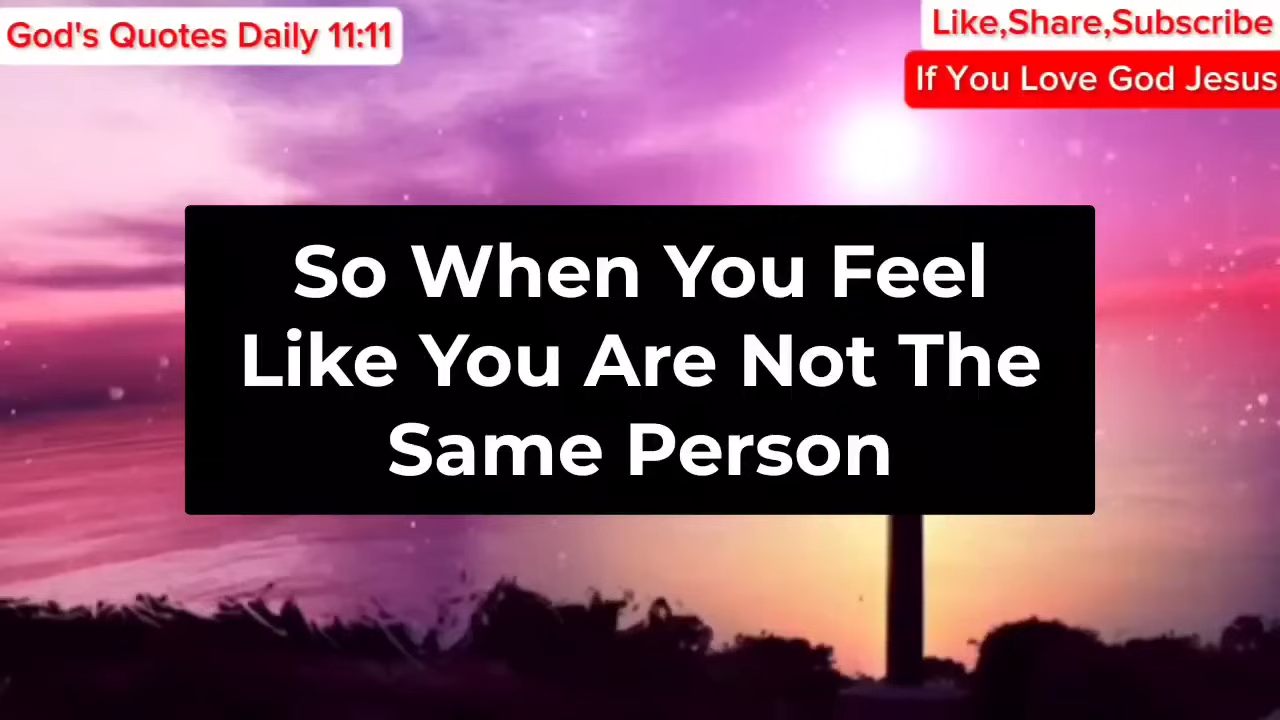 God's Quotes Daily 11:11
Like,Share,Subscribe
If You Love God Jesus
So When You Feel
Like You Are Not The
Same Person